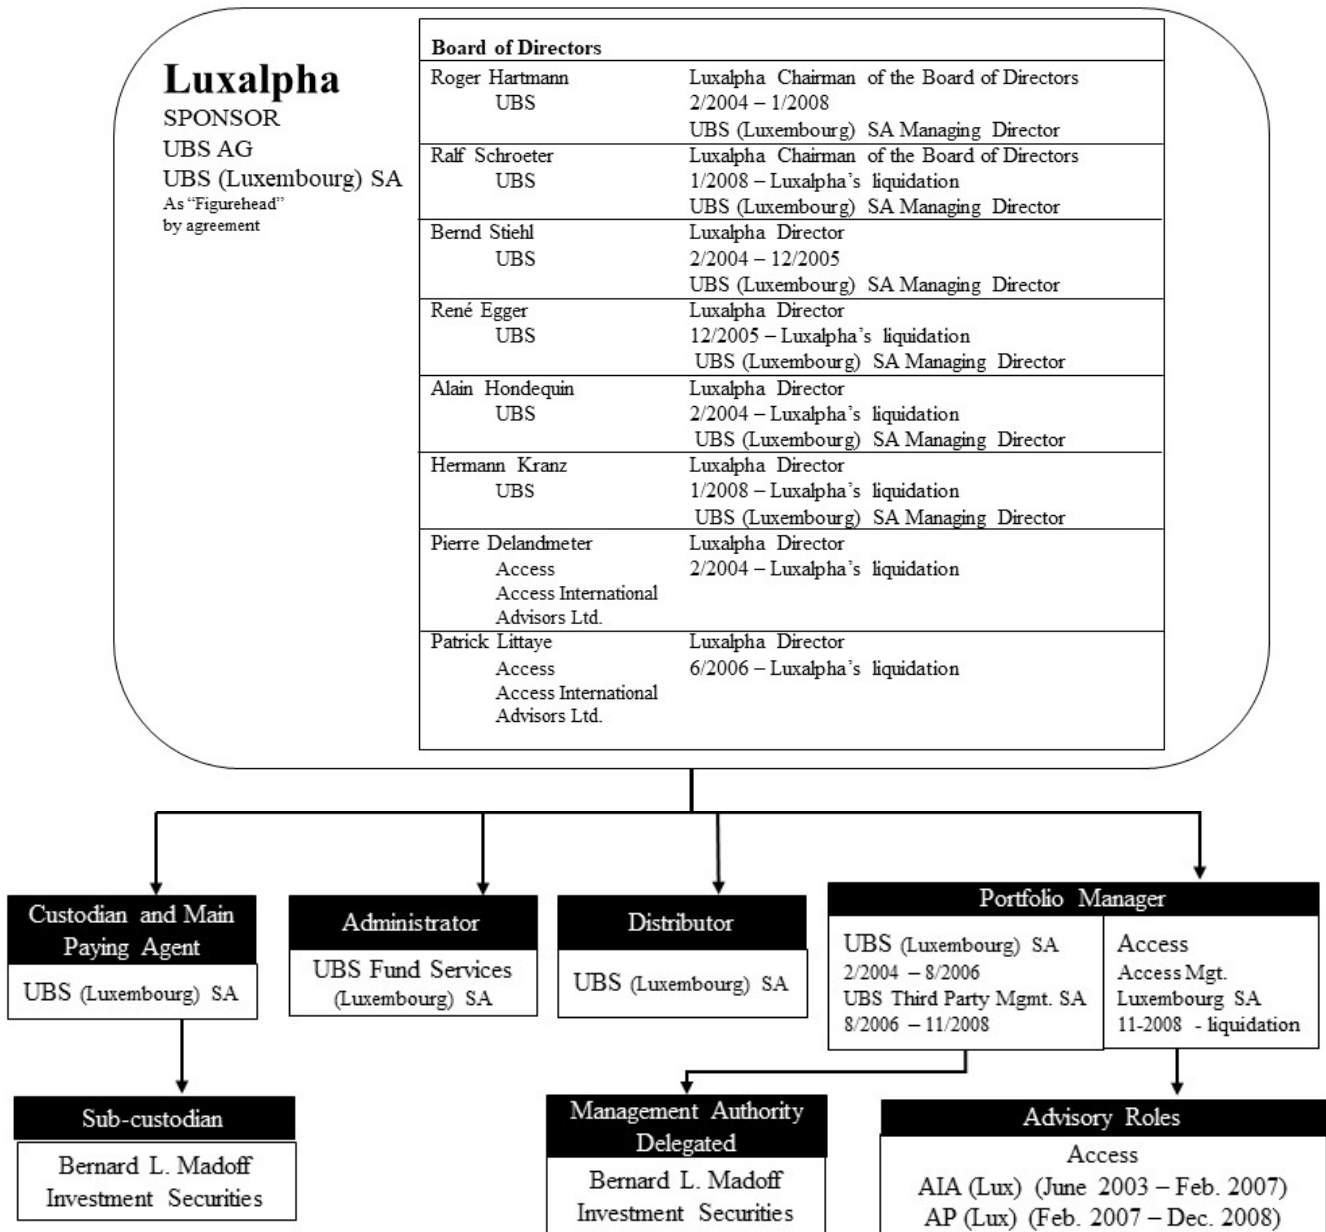 Luxalpha
SPONSOR
UBS AG
UBS (Luxembourg) SA
As “Figurehead”
by agreement
Board of Directors
Roger Hartmann Luxalpha Chairman of the Board of Directors
UBS 2/2004 – 1/2008
UBS (Luxembourg) SA Managing Director
Ralf Schroeter Luxalpha Chairman of the Board of Directors
UBS 1/2008 – Luxalpha’s liquidation
UBS (Luxembourg) SA Managing Director
Bernd Stiehl Luxalpha Director
UBS 2/2004 – 12/2005
UBS (Luxembourg) SA Managing Director
René Egger Luxalpha Director
UBS 12/2005 – Luxalpha’s liquidation
UBS (Luxembourg) SA Managing Director
Alain Hondequin Luxalpha Director
UBS 2/2004 – Luxalpha’s liquidation
UBS (Luxembourg) SA Managing Director
Hermann Kranz Luxalpha Director
UBS 1/2008 – Luxalpha’s liquidation
UBS (Luxembourg) SA Managing Director
Pierre Delandmeter Luxalpha Director
Access 2/2004 – Luxalpha’s liquidation
Access International
Advisors Ltd.
Patrick Littaye Luxalpha Director
Access 6/2006 – Luxalpha’s liquidation
Access International
Advisors Ltd.
Custodian and Main
Paying Agent
UBS (Luxembourg) SA
Administrator
UBS Fund Services
(Luxembourg) SA
Distributor
UBS (Luxembourg) SA
Portfolio Manager
UBS (Luxembourg) SA
2/2004 – 8/2006
UBS Third Party Mgmt. SA
8/2006 – 11/2008
Access
Access Mgt.
Luxembourg SA
11-2008 - liquidation
Sub-custodian
Bernard L. Madoff
Investment Securities
Management Authority
Delegated
Bernard L. Madoff
Investment Securities
Advisory Roles
Access
AIA (Lux) (June 2003 – Feb. 2007)
AP (Lux) (Feb. 2007 – Dec. 2008)